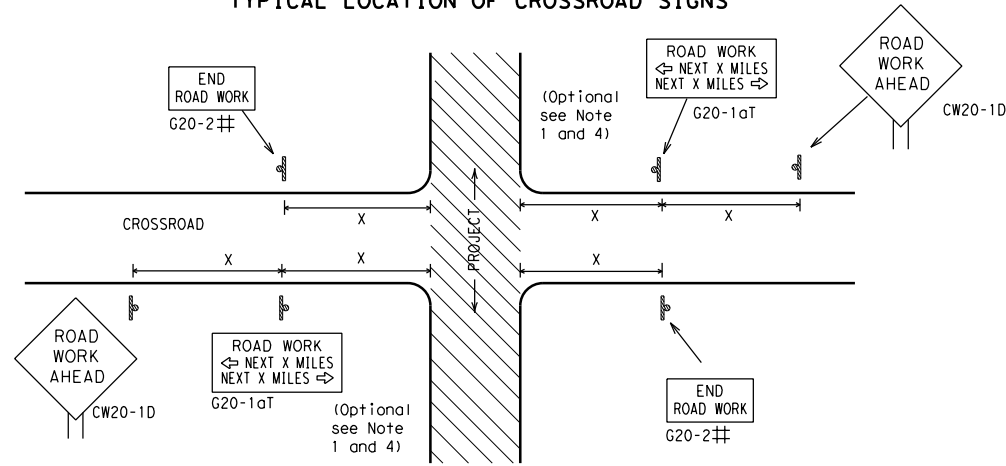 TYPICAL LOCATION OF CROSSROAD SIGNS
END
ROAD WORK
G20-2#
(Optional
see Note
1 and 4)
ROAD WORK
⇦ NEXT X MILES
NEXT X MILES ⇨
G20-1aT
ROAD
WORK
AHEAD
CW20-1D
X
X
X
CROSSROAD
PROJECT
X
X
X
ROAD
WORK
AHEAD
CW20-1D
ROAD WORK
⇦ NEXT X MILES
NEXT X MILES ⇨
G20-1aT
(Optional
see Note
1 and 4)
END
ROAD WORK
G20-2#